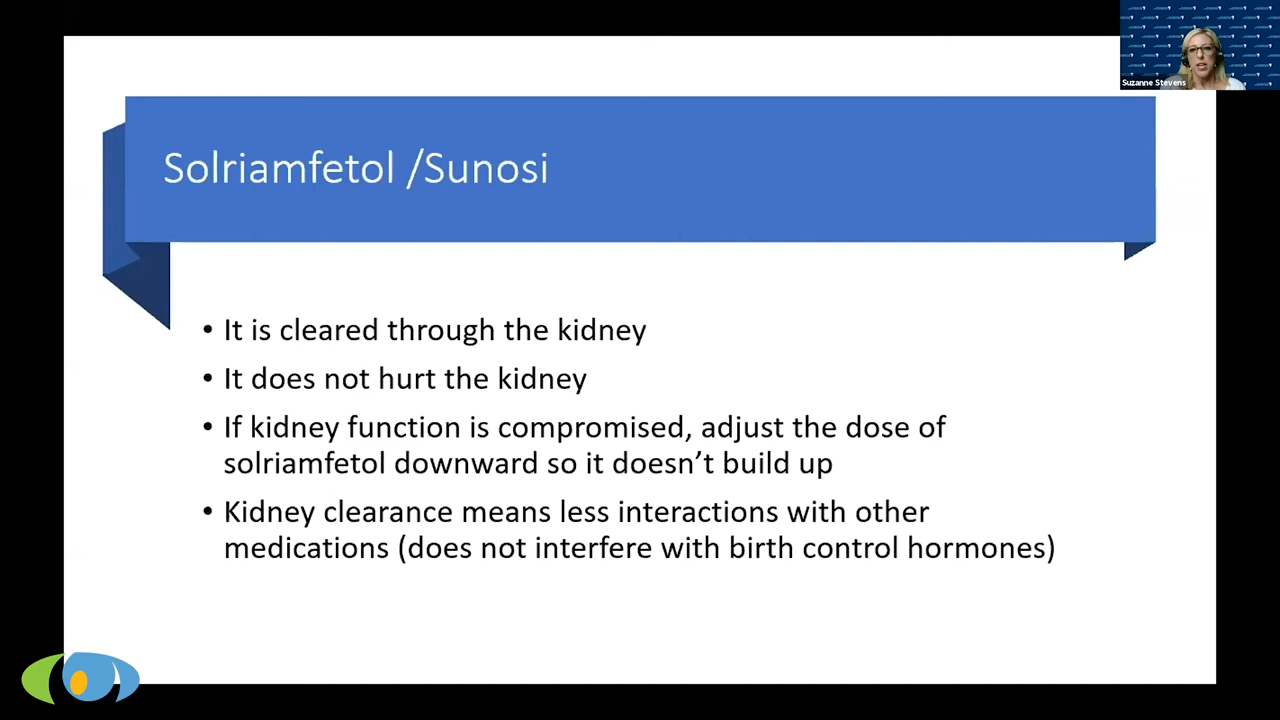 Suzanne Stevens
Solriamfetol /Sunosi
• It is cleared through the kidney
• It does not hurt the kidney
• If kidney function is compromised, adjust the dose of
solriamfetol downward so it doesn’t build up
• Kidney clearance means less interactions with other
medications (does not interfere with birth control hormones)